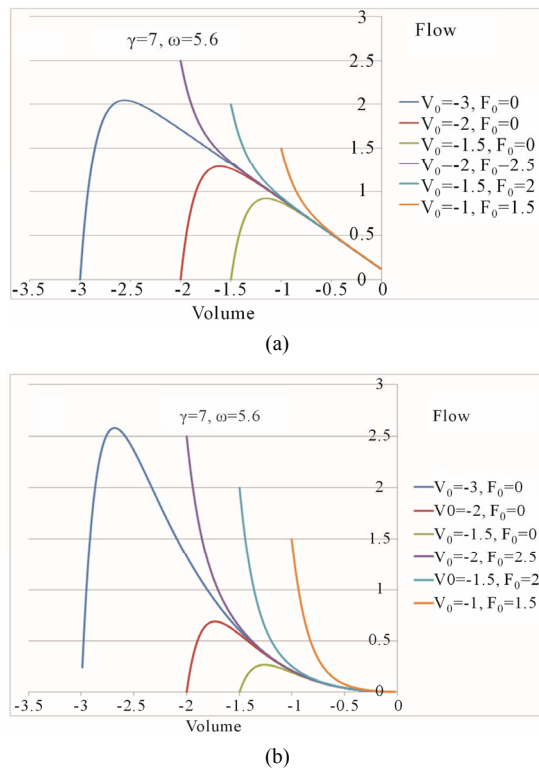 3
Flow
γ=7, ω=5.6
2.5
2
1.5
1
0.5
0
V₀=-3, F₀=0
V₀=-2, F₀=0
V₀=-1.5, F₀=0
V₀=-2, F₀-2.5
V₀=-1.5, F₀=2
V₀=-1, F₀=1.5
-3.5 -3 -2.5 -2 -1.5 -1 -0.5
Volume
(a)
3
Flow
γ=7, ω=5.6
2.5
2
1.5
1
0.5
0
V₀=-3, F₀=0
V0=-2, F₀=0
V₀=-1.5, F₀=0
V₀=-2, F₀=2.5
V0=-1.5, F₀=2
V₀=-1, F₀=1.5
-3.5 -3 -2.5 -2 -1.5 -1 -0.5 0
Volume
(b)